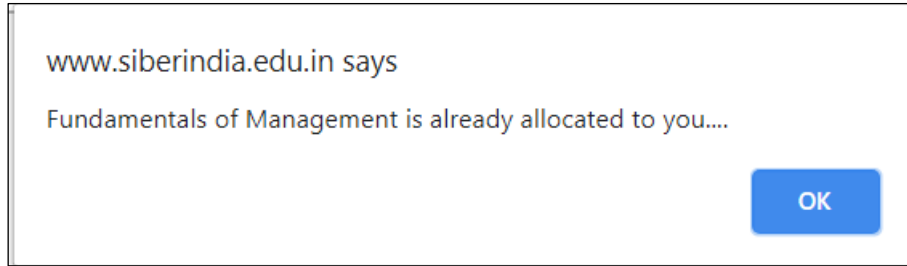 www.siberindia.edu.in says
Fundamentals of Management is already allocated to you....
OK